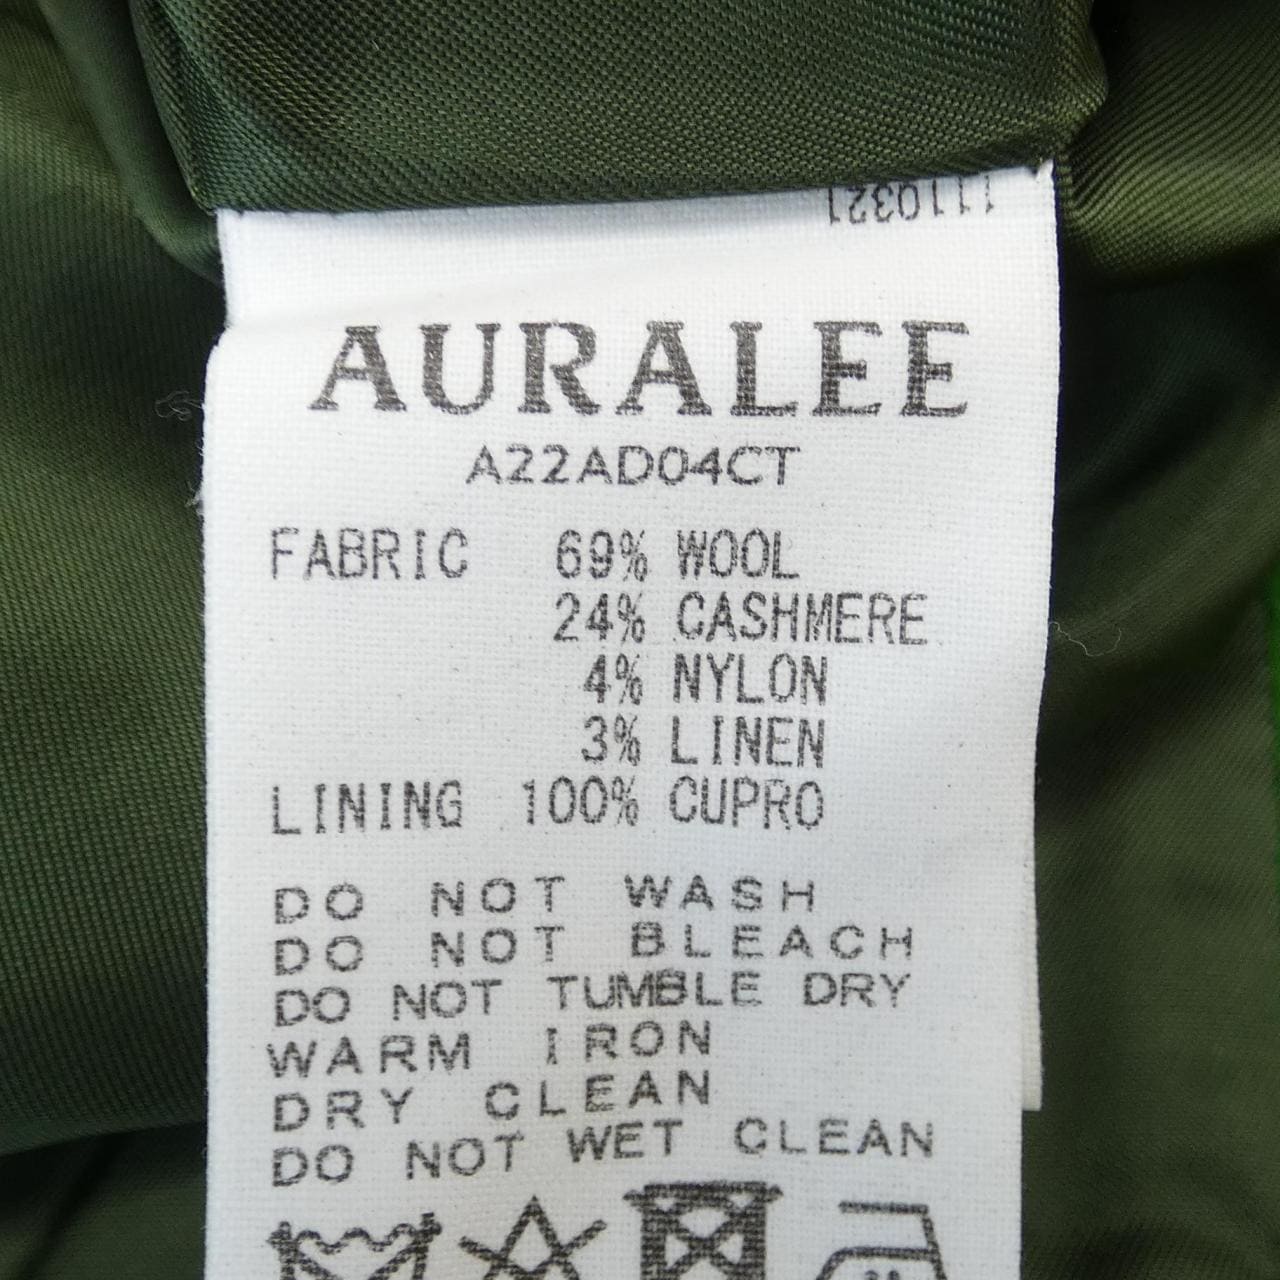 1110321
AURALEE
A22AD04CT
FABRIC 69% WOOL
24% CASHMERE
4% NYLON
3% LINEN
LINING 100% CUPRO
DO NOT WASH
DO NOT BLEACH
DO NOT TUMBLE DRY
WARM IRON
DRY CLEAN
DO NOT WET CLEAN